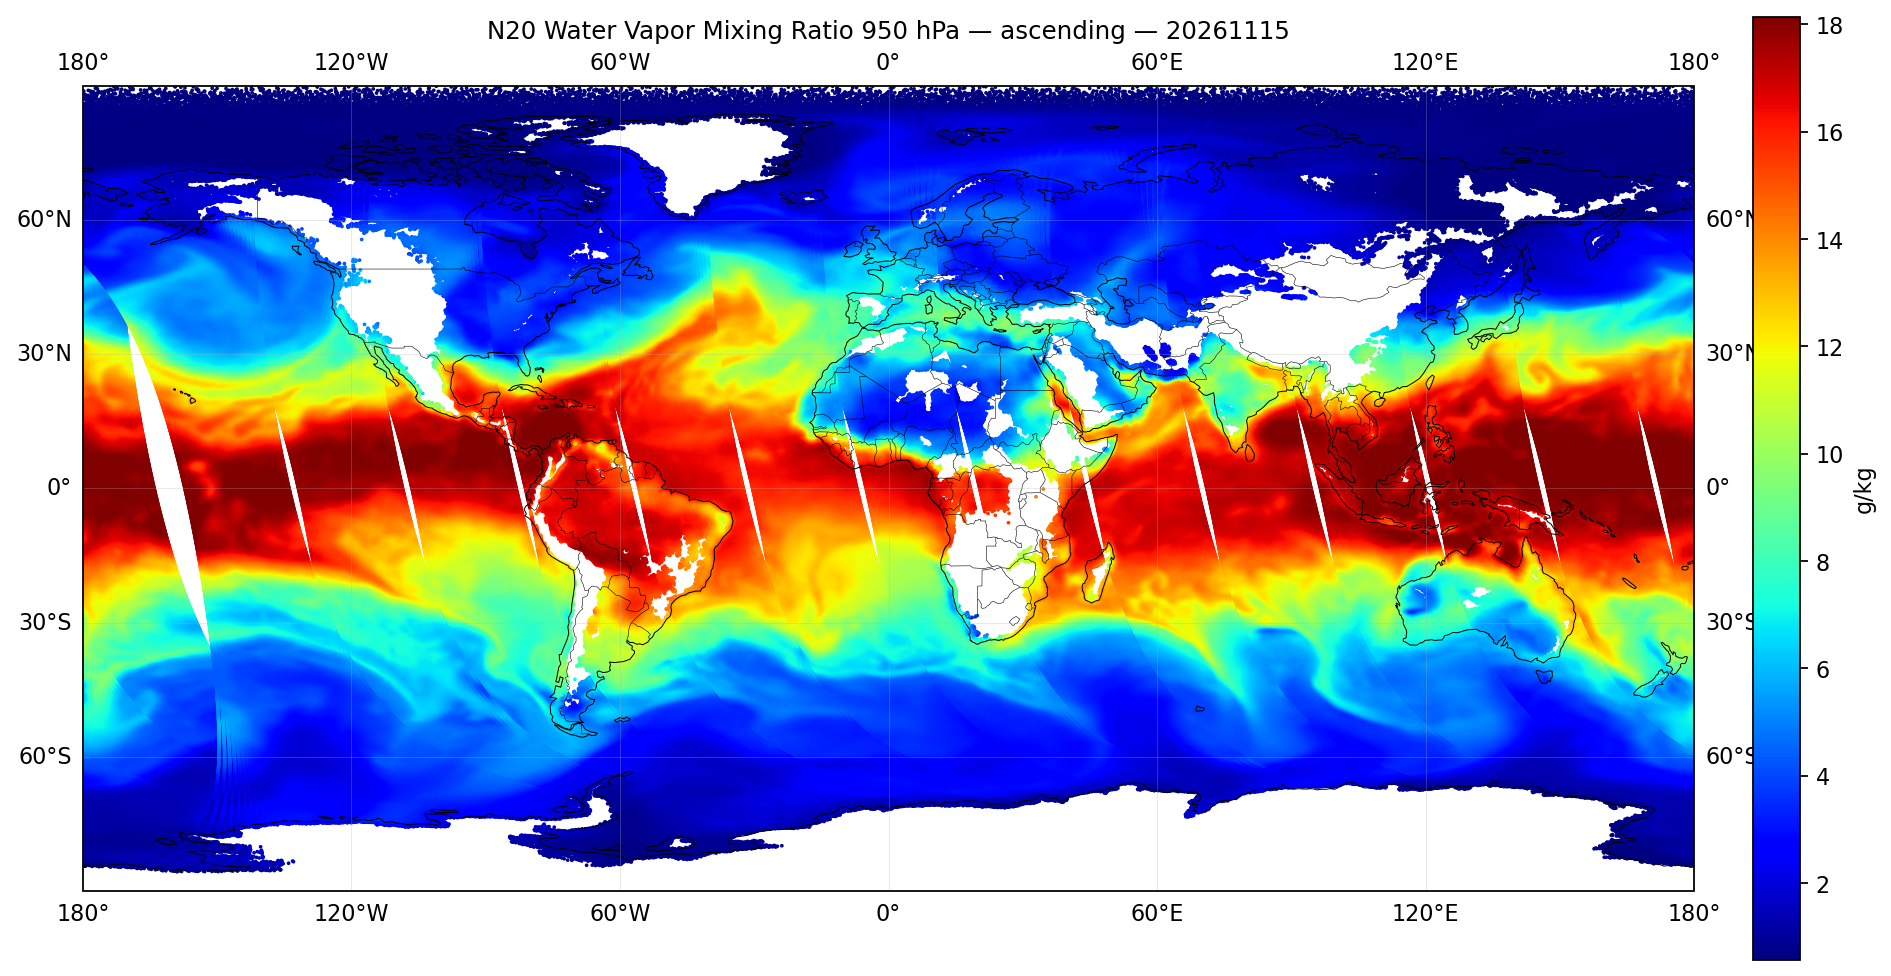 N20 Water Vapor Mixing Ratio 950 hPa — ascending — 20261115
180° 120°W 60°W 0° 60°E 120°E 180°
60°N 60°N
30°N 30°N
0° 0°
30°S 30°S
60°S 60°S
180° 120°W 60°W 0° 60°E 120°E 180°
18
16
14
12
10
8
6
4
2
g/kg